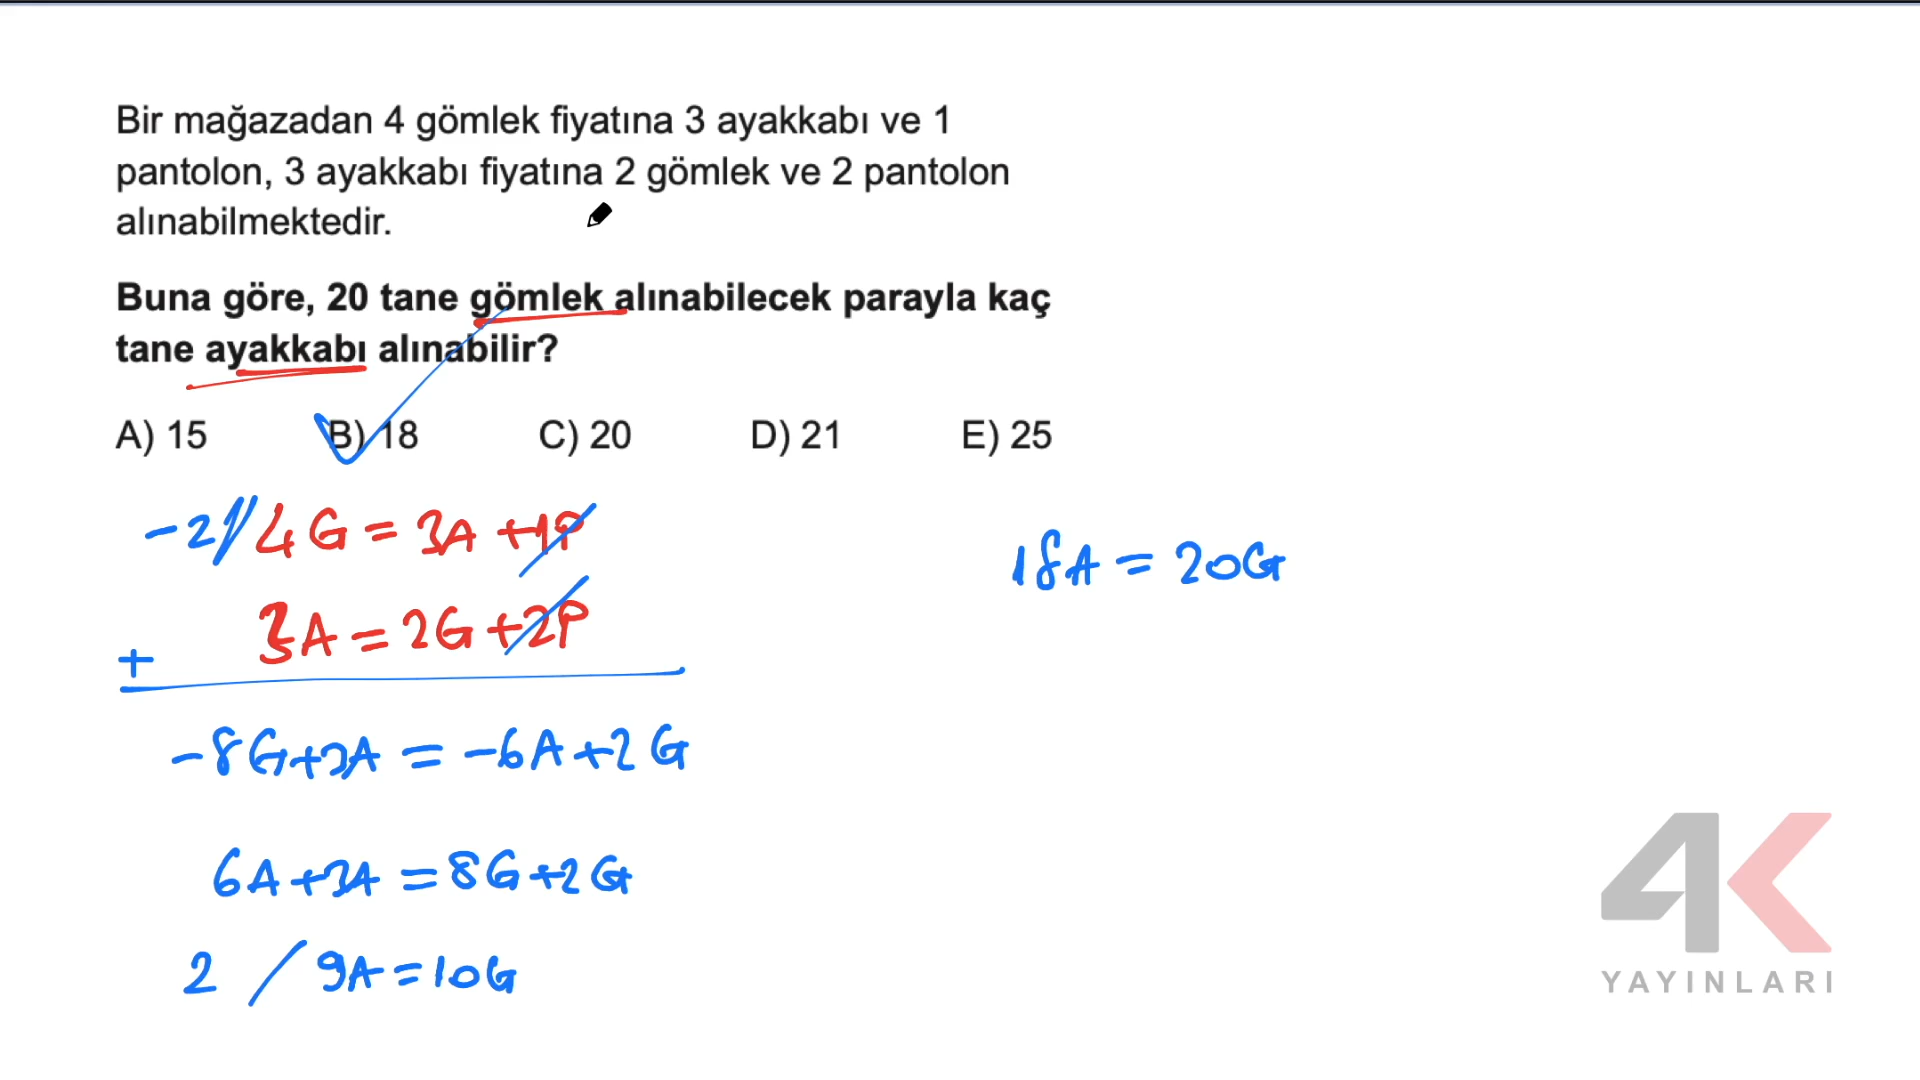 Bir mağazadan 4 gömlek fiyatına 3 ayakkabı ve 1
pantolon, 3 ayakkabı fiyatına 2 gömlek ve 2 pantolon
alınabilmektedir.
Buna göre, 20 tane gömlek alınabilecek parayla kaç
tane ayakkabı alınabilir?
A) 15 B) 18 C) 20 D) 21 E) 25
-2// 4G = 3A + 1P
18A = 20G
3A = 2G + 2P
+
-8G+3A = -6A+2G
6A+3A = 8G+2G
2 / 9A = 10G
4K
YAYINLARI